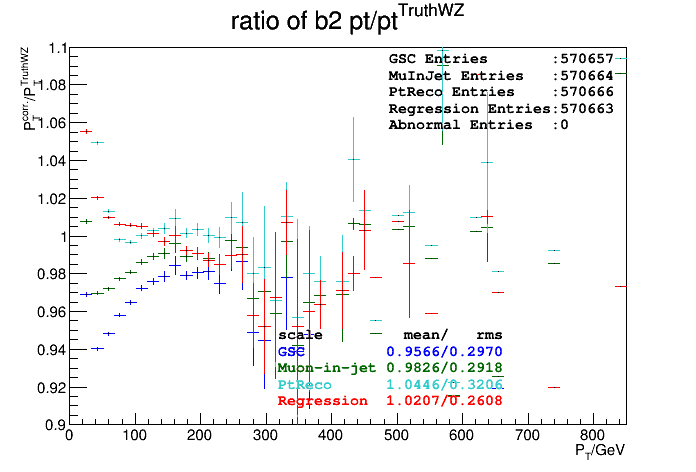 ratio of b2 pt/pt^TruthWZ
P_T^corr./P_T^TruthWZ
1.1
1.08
1.06
1.04
1.02
1
0.98
0.96
0.94
0.92
0.9
GSC Entries :570657
MuInJet Entries :570664
PtReco Entries :570666
Regression Entries:570663
Abnormal Entries :0
scale mean/ rms
GSC 0.9566/0.2970
Muon-in-jet 0.9826/0.2918
PtReco 1.0446/0.3206
Regression 1.0207/0.2608
0 100 200 300 400 500 600 700 800
P_T/GeV